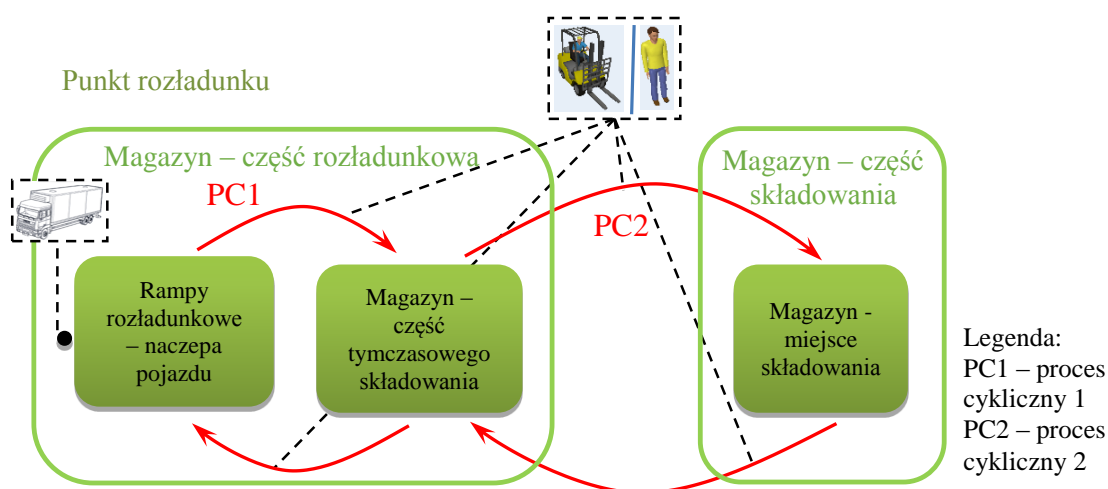 Punkt rozładunku
Magazyn – część rozładunkowa
PC1
Rampy
rozładunkowe
– naczepa
pojazdu
Magazyn –
część
tymczasowego
składowania
PC2
Magazyn – część
składowania
Magazyn -
miejsce
składowania
Legenda:
PC1 – proces
cykliczny 1
PC2 – proces
cykliczny 2